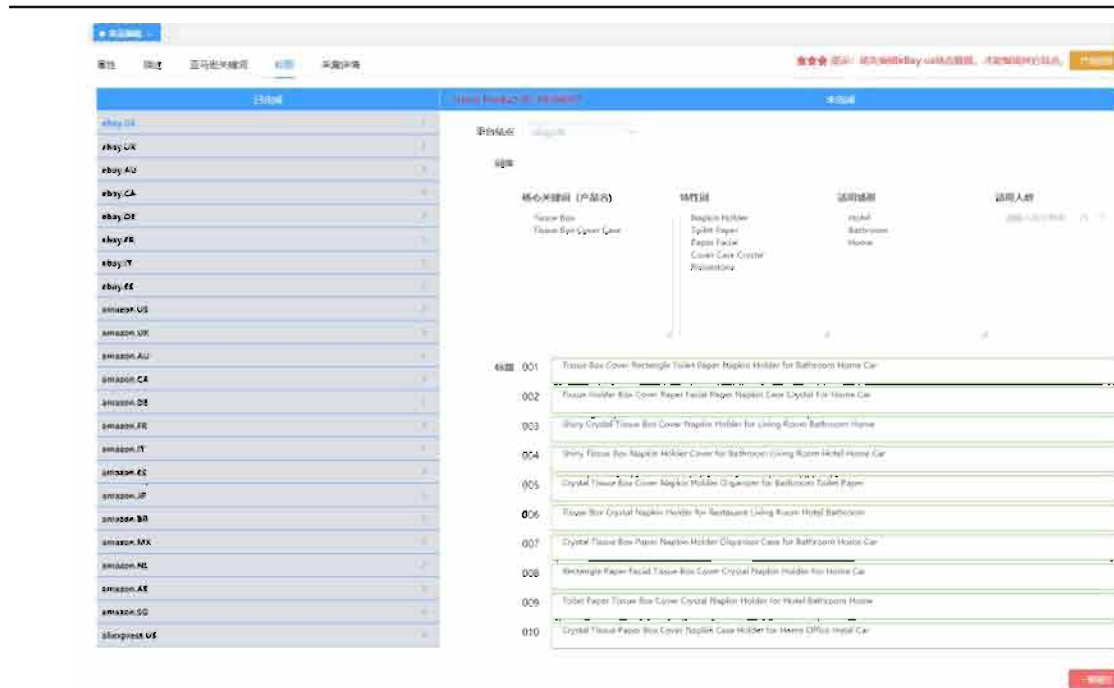 属性 描述 亚马逊关键词 标题
ebay.US
ebay.UK
ebay.AU
ebay.CA
ebay.DE
ebay.FR
ebay.IT
ebay.ES
amazon.US
amazon.UK
amazon.AU
amazon.CA
amazon.DE
amazon.FR
amazon.IT
amazon.ES
amazon.JP
amazon.BR
amazon.MX
amazon.NL
amazon.AE
amazon.SG
aliexpress.US
词库
核心关键词 (产品名) 特性词 适用场景 适用人群
Tissue Box
Tissue Box Cover Case
Napkin Holder
Toilet Paper
Paper Facial
Cover Case Crystal
Hotel
Bathroom
Home
标题 001 Tissue Box Cover Rectangle Toilet Paper Napkin Holder for Bathroom Home Car
002 Tissue Holder Box Cover Paper Facial Paper Napkin Case Crystal For Home Car
003 Shiny Crystal Tissue Box Cover Napkin Holder for Living Room Bathroom Home
004 Shiny Tissue Box Napkin Holder Cover for Bathroom Living Room Hotel Home Car
005 Crystal Tissue Box Cover Napkin Holder Organizer for Bathroom Toilet Paper
006 Tissue Box Crystal Napkin Holder for Restaurant Living Room Hotel Bathroom
007 Crystal Tissue Box Paper Napkin Holder Dispenser Case for Bathroom Home Car
008 Rectangle Paper Facial Tissue Box Cover Crystal Napkin Holder For Home Car
009 Toilet Paper Tissue Box Cover Crystal Napkin Holder for Hotel Bathroom Home
010 Crystal Tissue Paper Box Cover Napkin Case Holder for Home Office Hotel Car